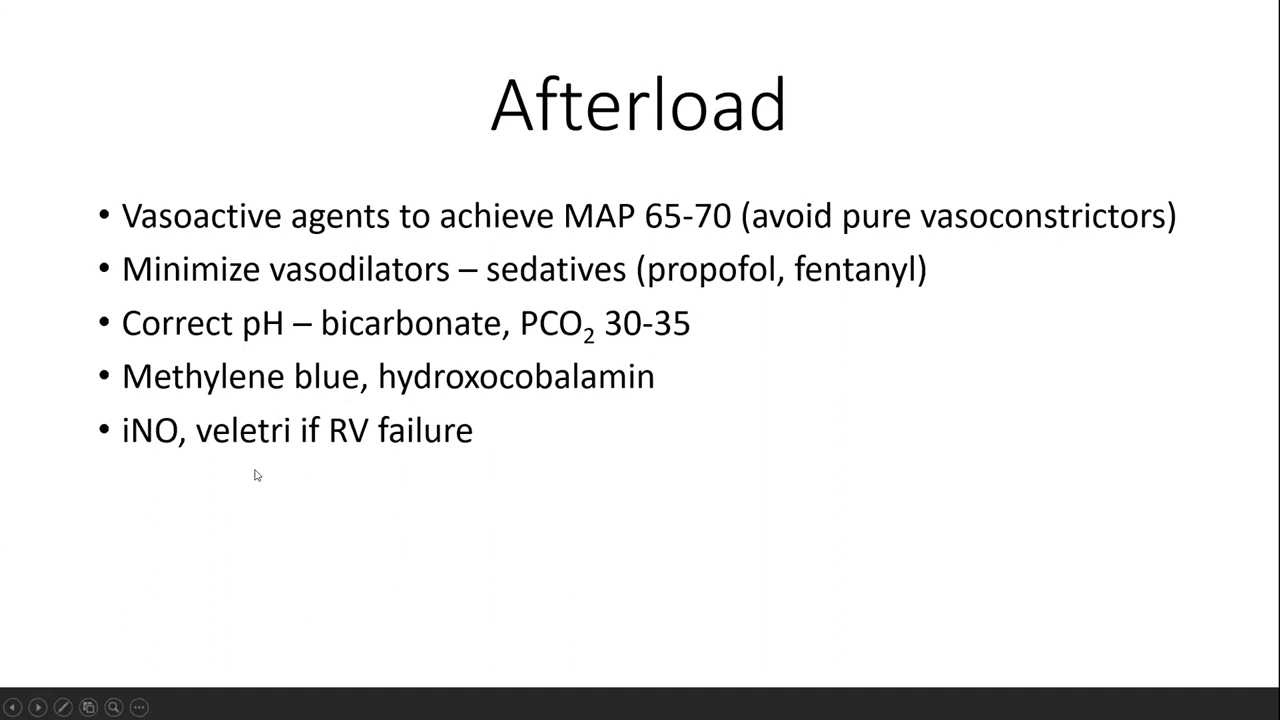 Afterload
• Vasoactive agents to achieve MAP 65-70 (avoid pure vasoconstrictors)
• Minimize vasodilators – sedatives (propofol, fentanyl)
• Correct pH – bicarbonate, PCO₂ 30-35
• Methylene blue, hydroxocobalamin
• iNO, veletri if RV failure